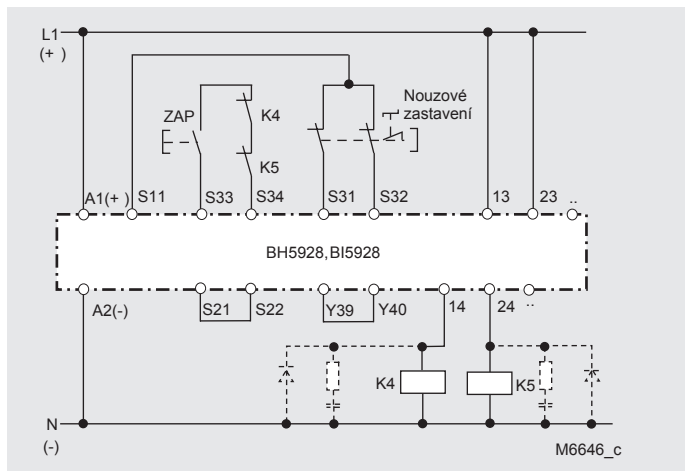 L1
(+ )
ZAP
K4
K5
Nouzové
zastavení
A1(+ ) S11 S33 S34 S31 S32 13 23 ..
BH5928,BI5928
A2(-) S21 S22 Y39 Y40 14 24 ..
K4 K5
N
(-)
M6646_c